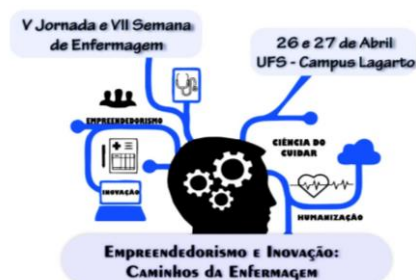 V Jornada e VII Semana
de Enfermagem
26 e 27 de Abril
UFS - Campus Lagarto
EMPREENDEDORISMO
CIÊNCIA DO
CUIDAR
INOVAÇÃO
HUMANIZAÇÃO
Empreendedorismo e Inovação:
Caminhos da Enfermagem